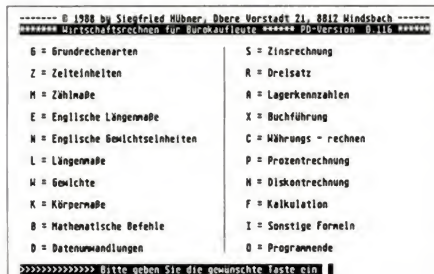 ------ © 1988 by Siegfried Hübner, Obere Vorstadt 21, 8812 Windsbach ------
******* Wirtschaftsrechnen für Bürokaufleute ****** PD-Version 0.116 ******
G = Grundrechenarten
Z = Zeiteinheiten
M = Zählmaße
E = Englische Längenmaße
N = Englische Gewichtseinheiten
L = Längenmaße
W = Gewichte
K = Körpermaße
B = Mathematische Befehle
D = Datenumwandlungen
S = Zinsrechnung
R = Dreisatz
A = Lagerkennzahlen
X = Buchführung
C = Währungs - rechnen
P = Prozentrechnung
H = Diskontrechnung
F = Kalkulation
I = Sonstige Formeln
O = Programmende
>>>>>>>>>>>>>> Bitte geben Sie die gewünschte Taste ein